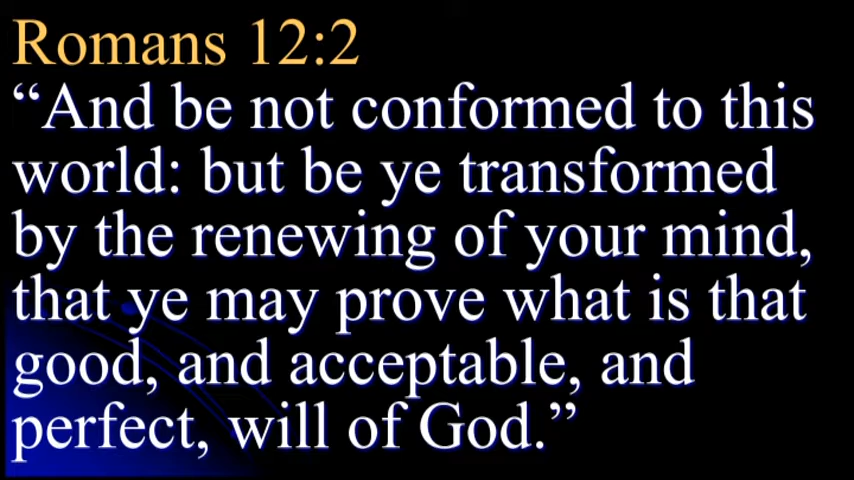 Romans 12:2
“And be not conformed to this
world: but be ye transformed
by the renewing of your mind,
that ye may prove what is that
good, and acceptable, and
perfect, will of God.”